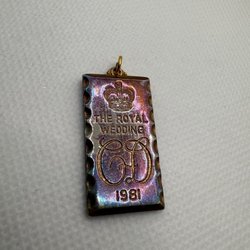 THE ROYAL
WEDDING
CD
1981